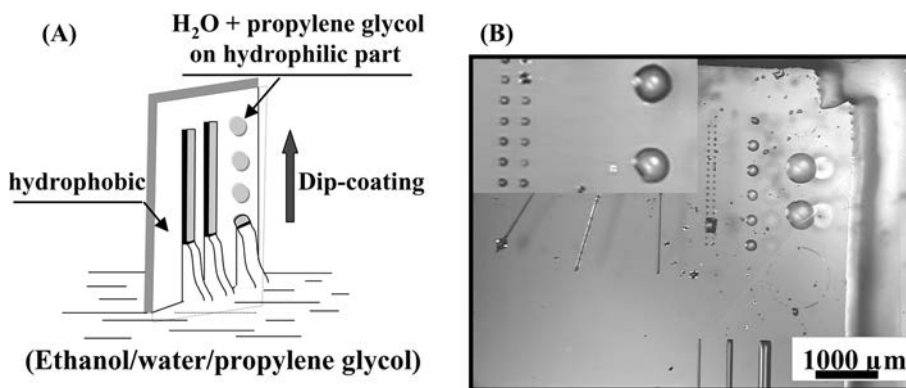 (A)
H₂O + propylene glycol
on hydrophilic part
hydrophobic
Dip-coating
(Ethanol/water/propylene glycol)
(B)
1000 μm